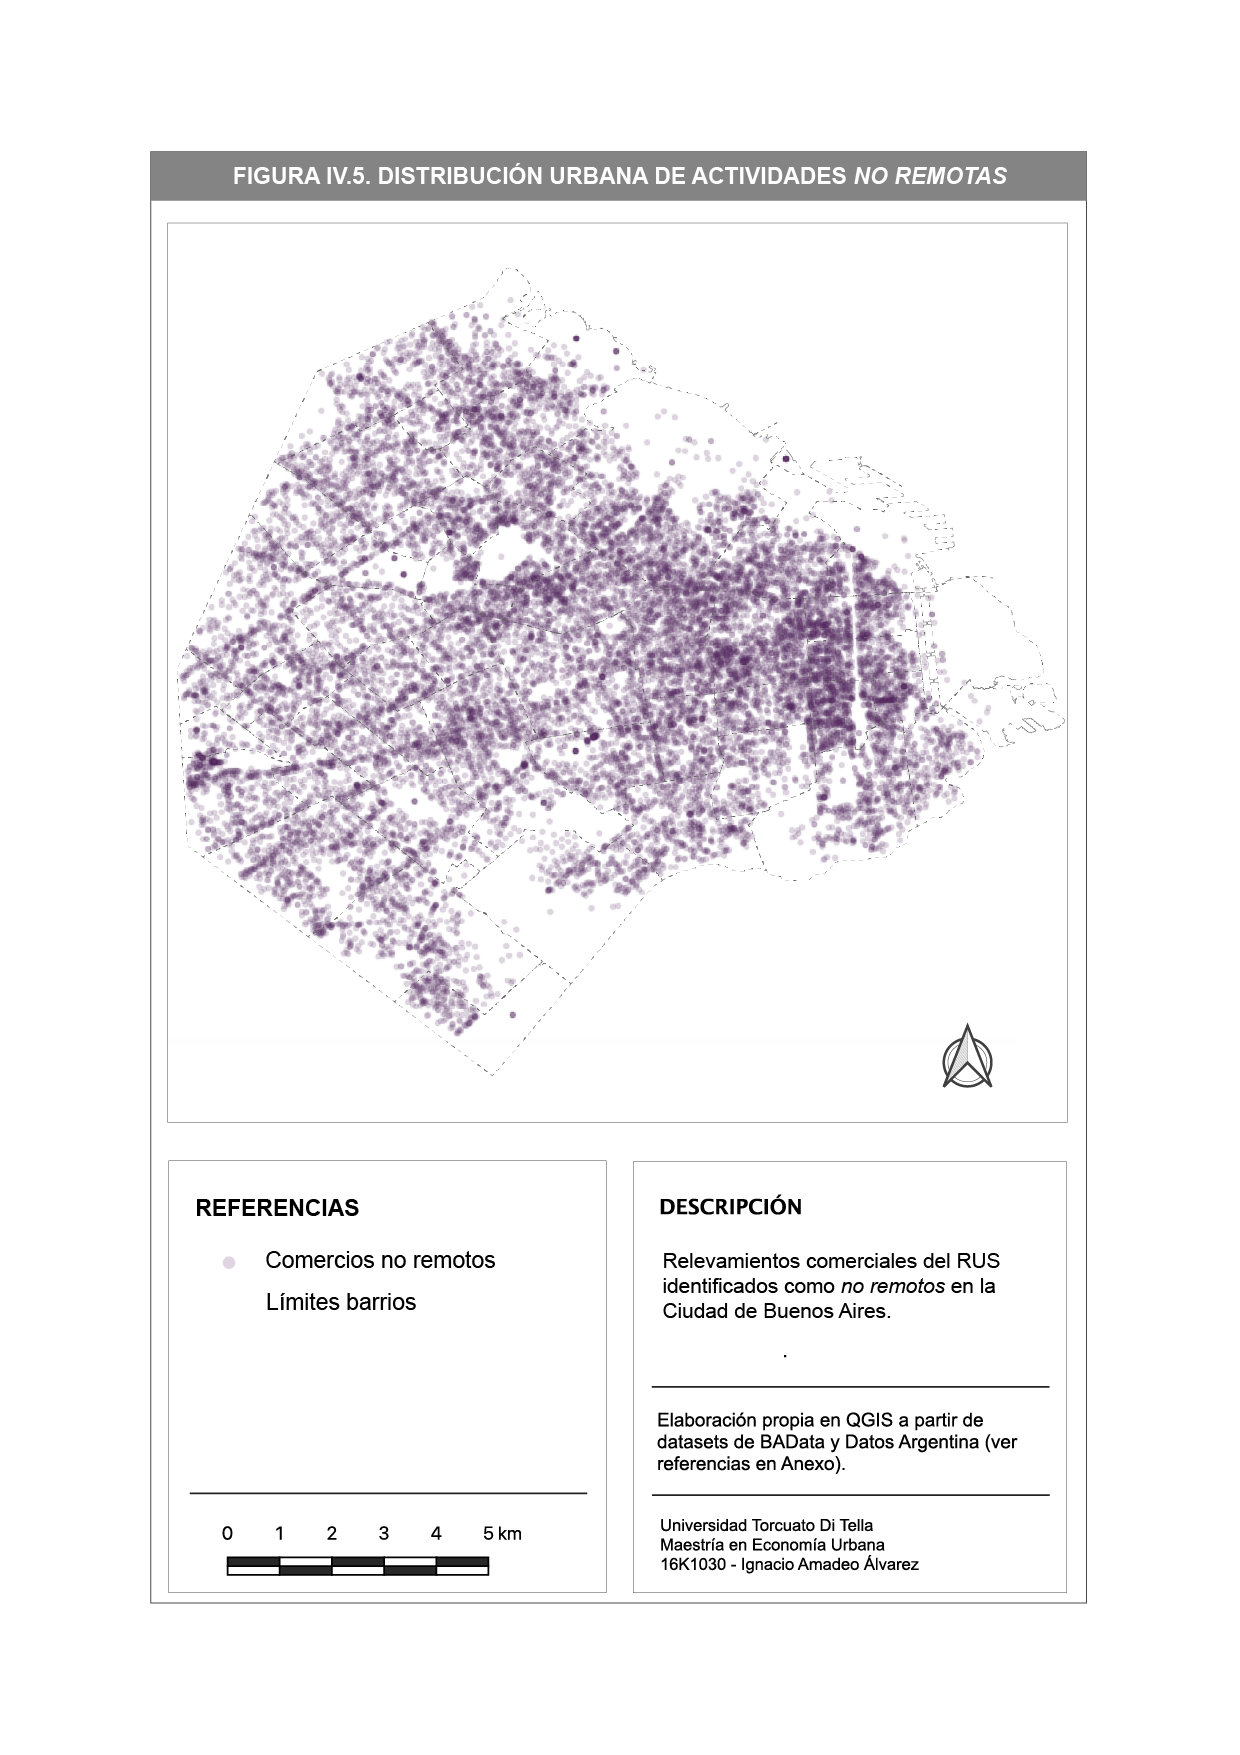 FIGURA IV.5. DISTRIBUCIÓN URBANA DE ACTIVIDADES NO REMOTAS
REFERENCIAS
Comercios no remotos
Límites barrios
0 1 2 3 4 5 km
DESCRIPCIÓN
Relevamientos comerciales del RUS
identificados como no remotos en la
Ciudad de Buenos Aires.
.
Elaboración propia en QGIS a partir de
datasets de BAData y Datos Argentina (ver
referencias en Anexo).
Universidad Torcuato Di Tella
Maestría en Economía Urbana
16K1030 - Ignacio Amadeo Álvarez